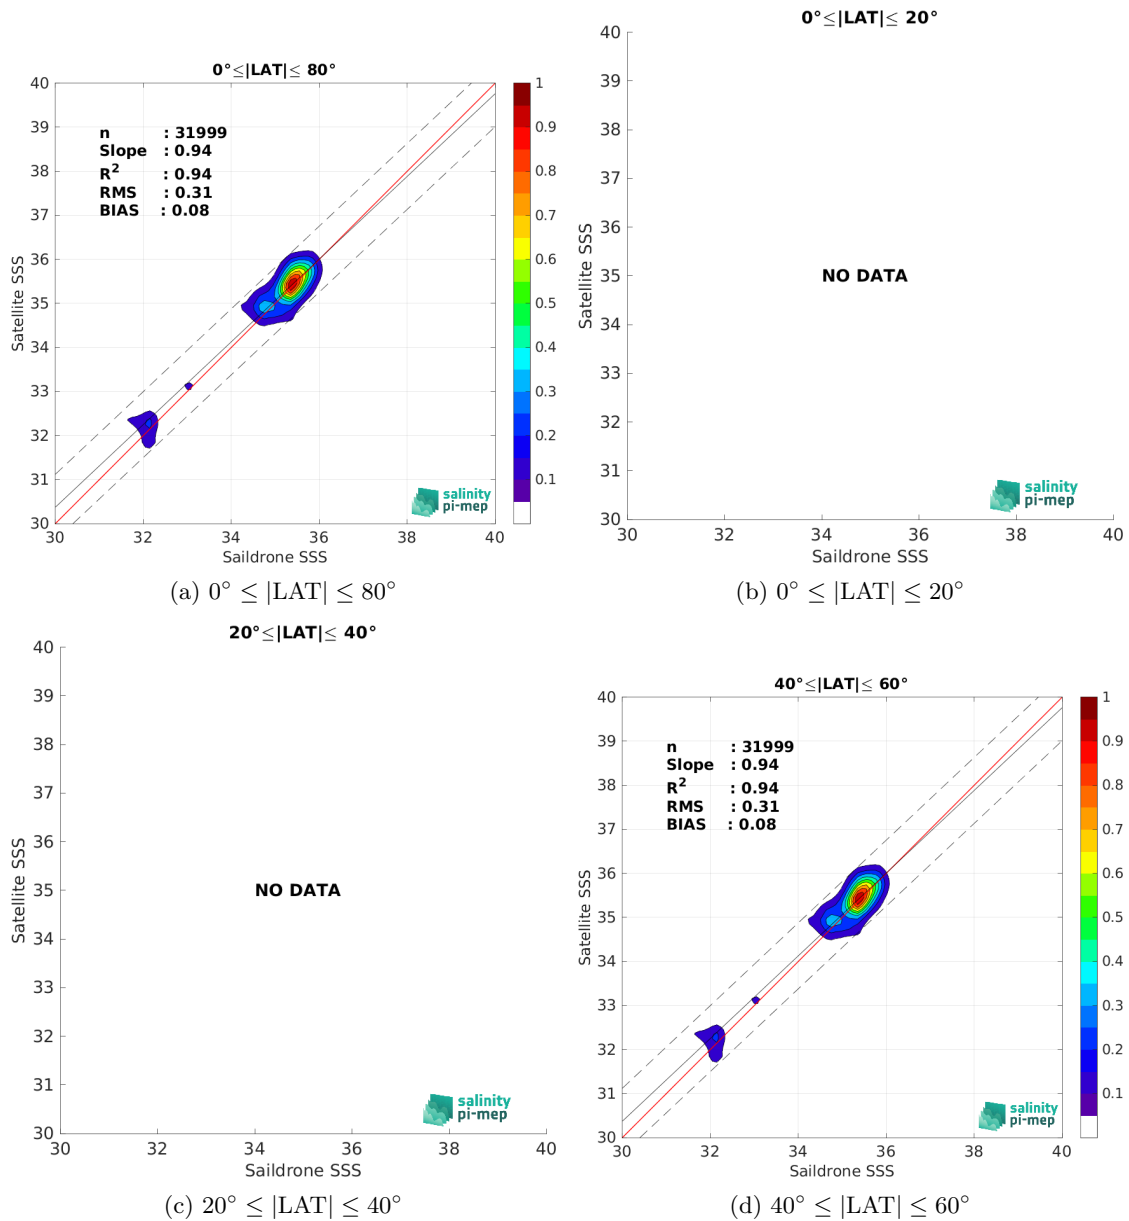 0°≤|LAT|≤ 80°
40
39
38
37
36
35
34
33
32
31
30
Satellite SSS
n : 31999
Slope : 0.94
R² : 0.94
RMS : 0.31
BIAS : 0.08
salinity
pi-mep
30 32 34 36 38 40
Saildrone SSS
1
0.9
0.8
0.7
0.6
0.5
0.4
0.3
0.2
0.1
(a) 0° ≤ |LAT| ≤ 80°
0°≤|LAT|≤ 20°
40
39
38
37
36
35
34
33
32
31
30
Satellite SSS
NO DATA
salinity
pi-mep
30 32 34 36 38 40
Saildrone SSS
(b) 0° ≤ |LAT| ≤ 20°
20°≤|LAT|≤ 40°
40
39
38
37
36
35
34
33
32
31
30
Satellite SSS
NO DATA
salinity
pi-mep
30 32 34 36 38 40
Saildrone SSS
(c) 20° ≤ |LAT| ≤ 40°
40°≤|LAT|≤ 60°
40
39
38
37
36
35
34
33
32
31
30
Satellite SSS
n : 31999
Slope : 0.94
R² : 0.94
RMS : 0.31
BIAS : 0.08
salinity
pi-mep
30 32 34 36 38 40
Saildrone SSS
1
0.9
0.8
0.7
0.6
0.5
0.4
0.3
0.2
0.1
(d) 40° ≤ |LAT| ≤ 60°